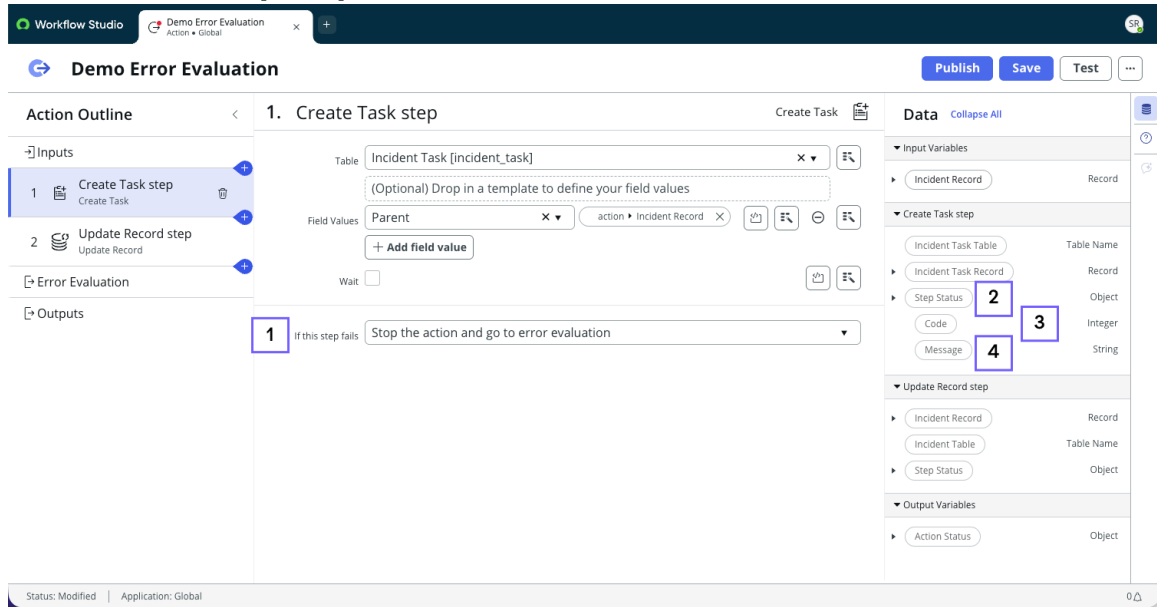 Workflow Studio
Demo Error Evaluation
Action • Global
SR
Demo Error Evaluation
Publish
Save
Test
Action Outline
Inputs
1
Create Task step
Create Task
2
Update Record step
Update Record
Error Evaluation
Outputs
1. Create Task step
Create Task
Table
Incident Task [incident_task]
(Optional) Drop in a template to define your field values
Field Values
Parent
action ▸ Incident Record
+ Add field value
Wait
1
If this step fails
Stop the action and go to error evaluation
Data Collapse All
Input Variables
Incident Record Record
Create Task step
Incident Task Table Table Name
Incident Task Record Record
Step Status 2 Object
Code 3 Integer
Message 4 String
Update Record step
Incident Record Record
Incident Table Table Name
Step Status Object
Output Variables
Action Status Object
Status: Modified | Application: Global
0